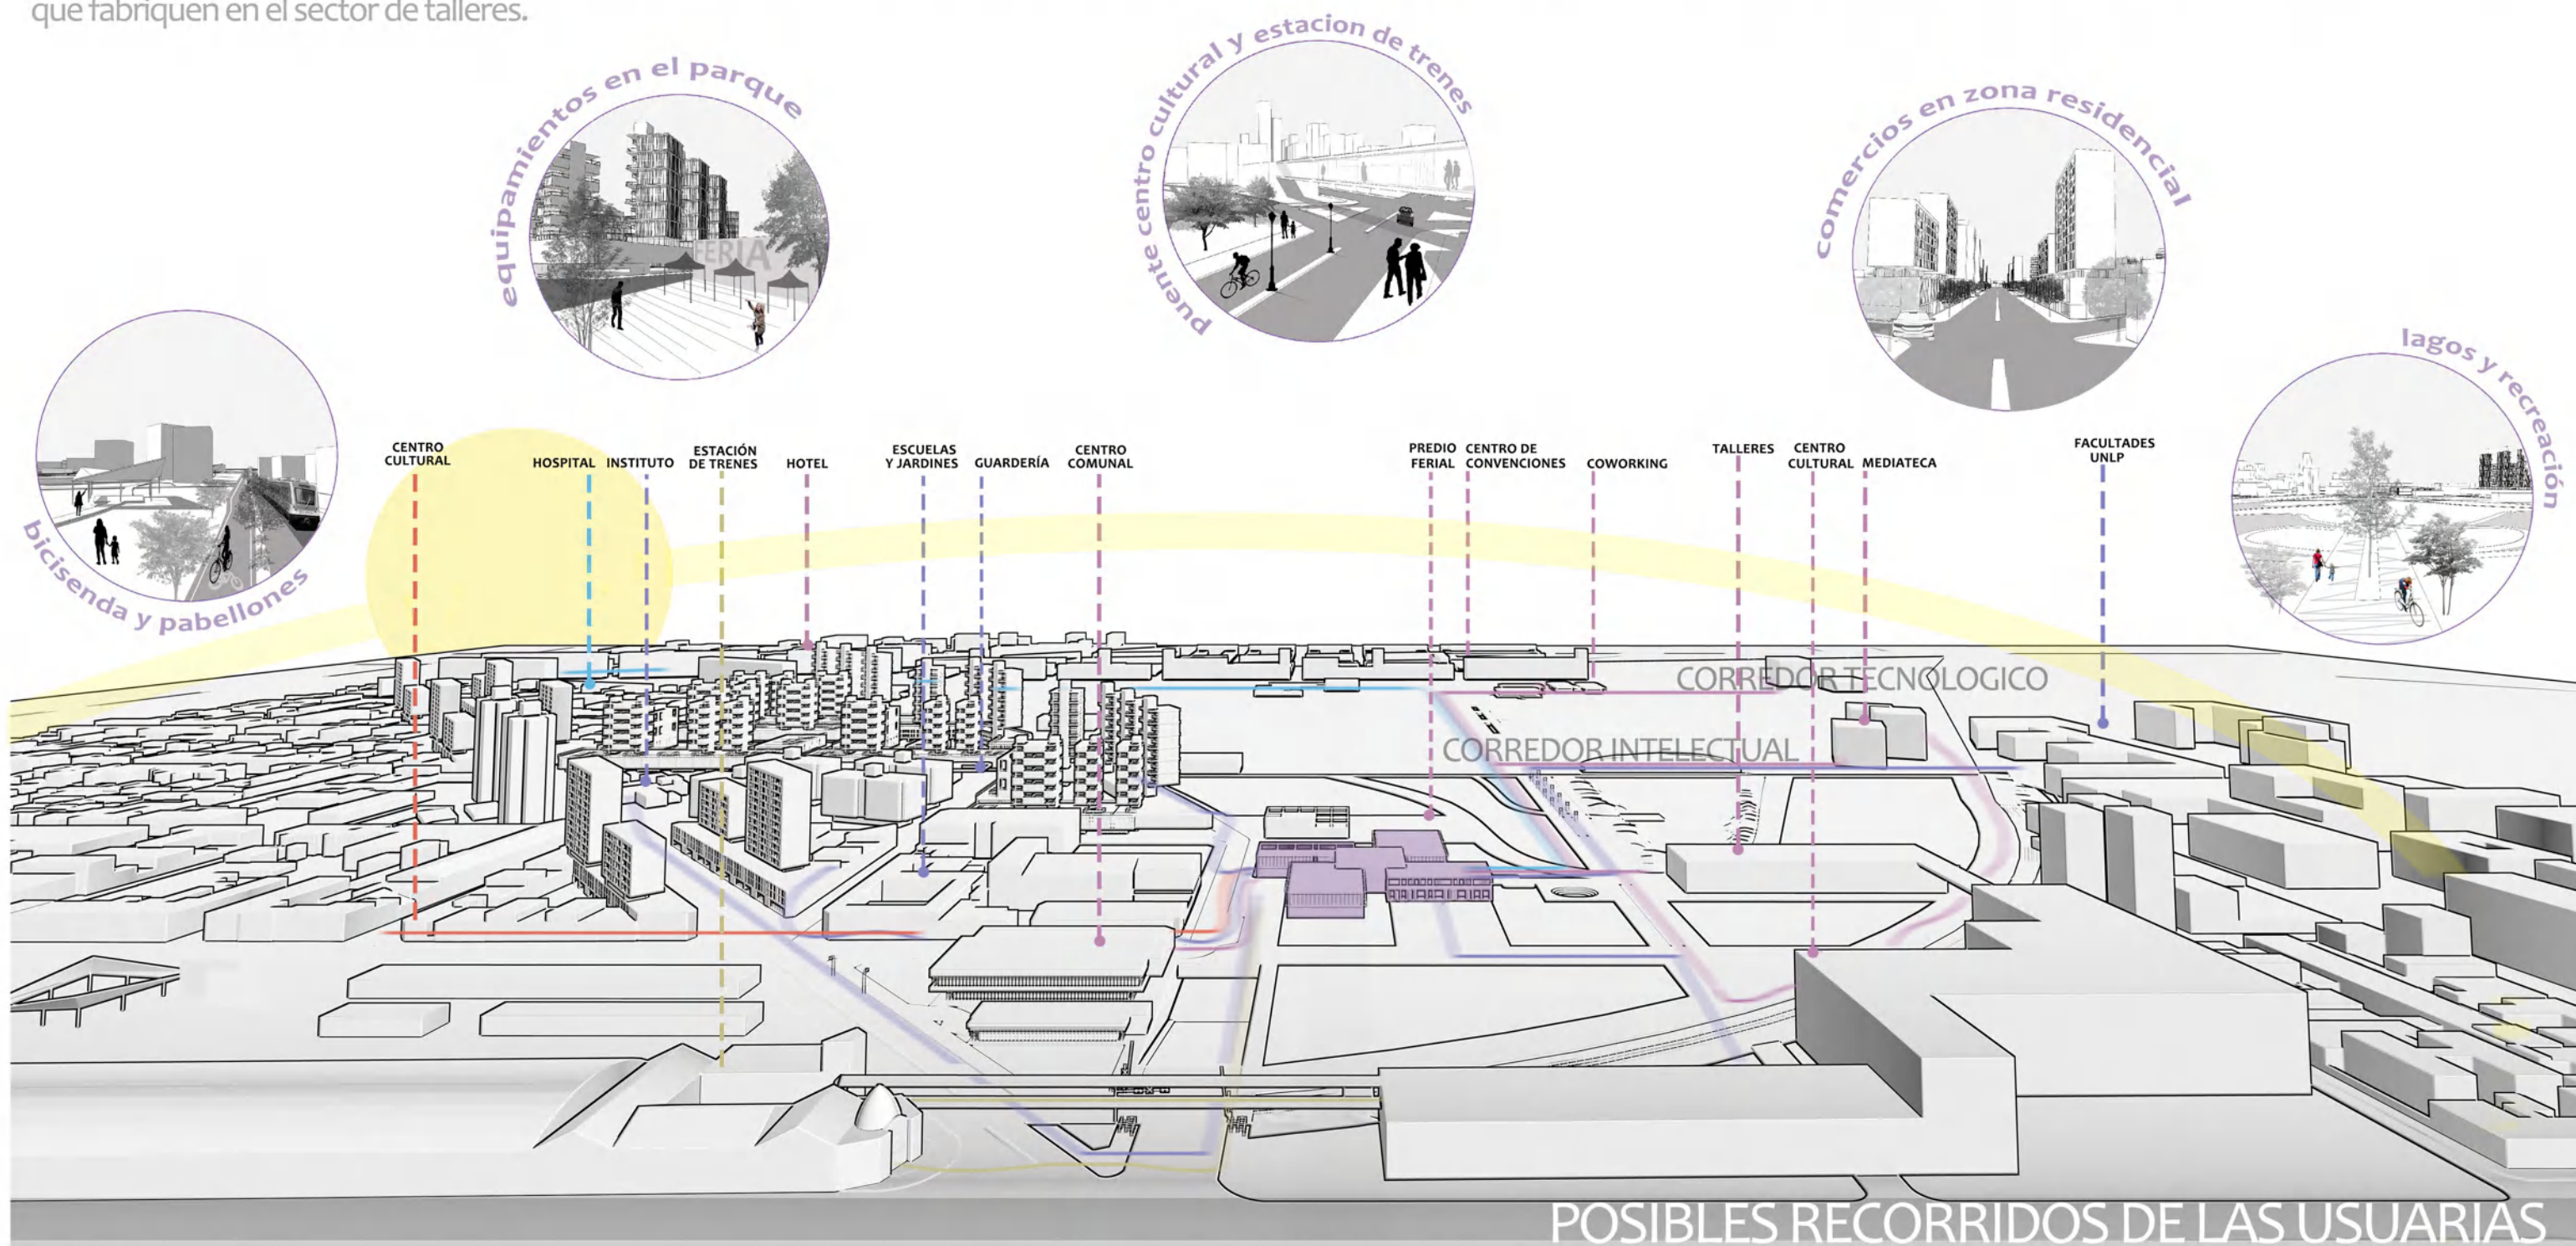 que fabriquen en el sector de talleres.
equipamientos en el parque
puente centro cultural y estacion de trenes
comercios en zona residencial
lagos y recreación
bicisenda y pabellones
FERIA
CENTRO
CULTURAL
HOSPITAL
INSTITUTO
ESTACIÓN
DE TRENES
HOTEL
ESCUELAS
Y JARDINES
GUARDERÍA
CENTRO
COMUNAL
PREDIO
FERIAL
CENTRO DE
CONVENCIONES
COWORKING
TALLERES
CENTRO
CULTURAL
MEDIATECA
FACULTADES
UNLP
CORREDOR TECNOLOGICO
CORREDOR INTELECTUAL
POSIBLES RECORRIDOS DE LAS USUARIAS